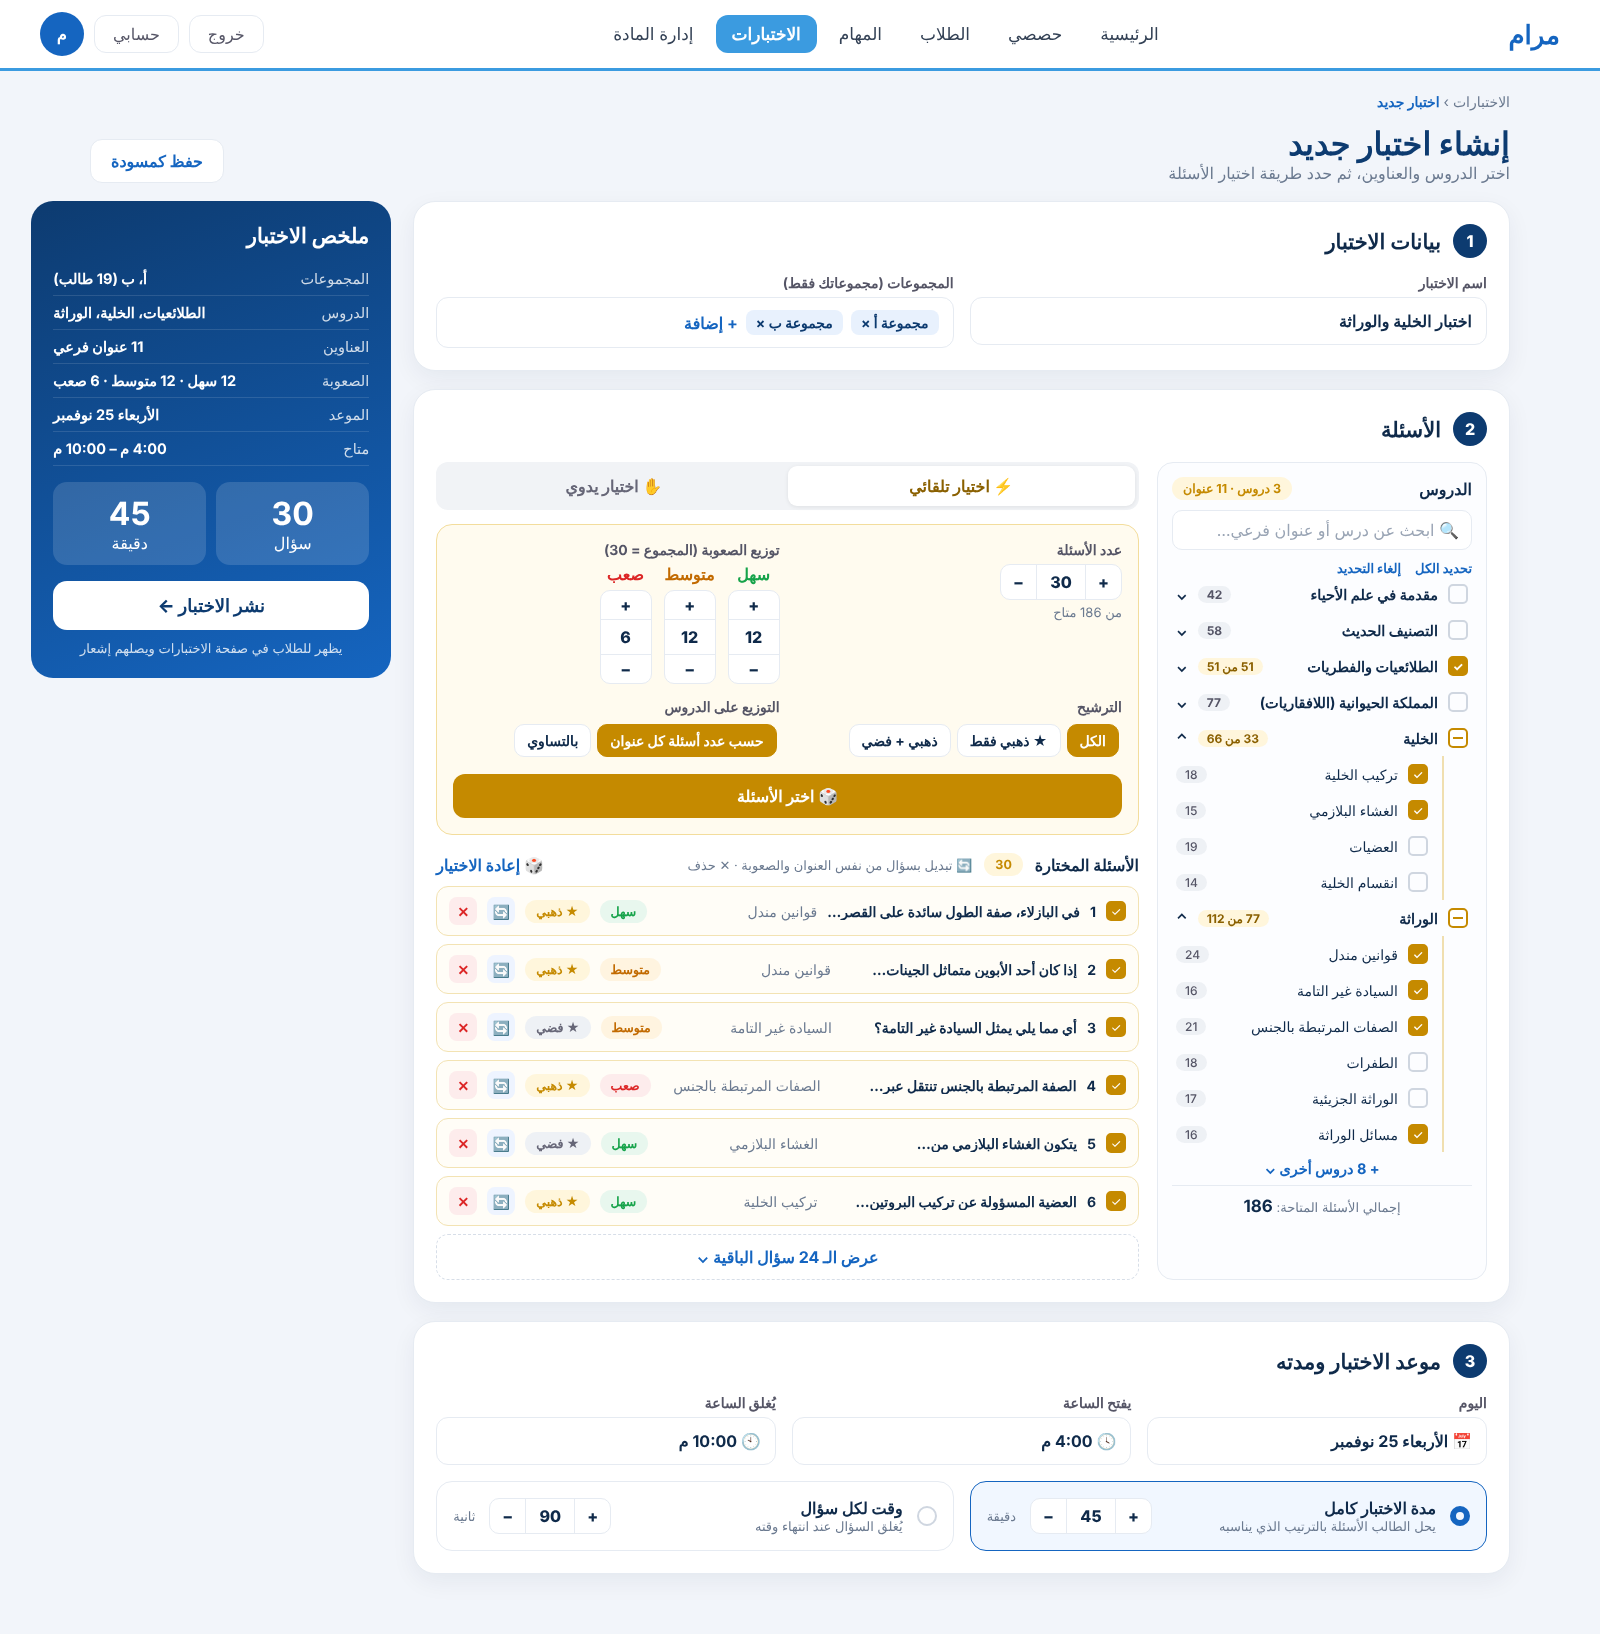 مرام
الرئيسية
حصصي
الطلاب
المهام
الاختبارات
إدارة المادة
خروج
حسابي
م
الاختبارات › اختبار جديد
إنشاء اختبار جديد
اختر الدروس والعناوين، ثم حدد طريقة اختيار الأسئلة
حفظ كمسودة
1 بيانات الاختبار
اسم الاختبار
اختبار الخلية والوراثة
المجموعات (مجموعاتك فقط)
مجموعة أ × مجموعة ب × + إضافة
2 الأسئلة
الدروس 3 دروس · 11 عنوان
🔍 ابحث عن درس أو عنوان فرعي...
تحديد الكل إلغاء التحديد
مقدمة في علم الأحياء 42
التصنيف الحديث 58
الطلائعيات والفطريات 51 من 51
المملكة الحيوانية (اللافقاريات) 77
الخلية 33 من 66
تركيب الخلية 18
الغشاء البلازمي 15
العضيات 19
انقسام الخلية 14
الوراثة 77 من 112
قوانين مندل 24
السيادة غير التامة 16
الصفات المرتبطة بالجنس 21
الطفرات 18
الوراثة الجزيئية 17
مسائل الوراثة 16
+ 8 دروس أخرى
إجمالي الأسئلة المتاحة: 186
⚡ اختيار تلقائي
✋ اختيار يدوي
عدد الأسئلة
+ 30 −
من 186 متاح
توزيع الصعوبة (المجموع = 30)
سهل متوسط صعب
+ + +
12 12 6
− − −
الترشيح
الكل ★ ذهبي فقط ذهبي + فضي
التوزيع على الدروس
حسب عدد أسئلة كل عنوان بالتساوي
🎲 اختر الأسئلة
الأسئلة المختارة 30 🔄 تبديل بسؤال من نفس العنوان والصعوبة · ✕ حذف 🎲 إعادة الاختيار
1 في البازلاء، صفة الطول سائدة على القصر... قوانين مندل سهل ★ ذهبي 🔄 ✕
2 إذا كان أحد الأبوين متماثل الجينات... قوانين مندل متوسط ★ ذهبي 🔄 ✕
3 أي مما يلي يمثل السيادة غير التامة؟ السيادة غير التامة متوسط ★ فضي 🔄 ✕
4 الصفة المرتبطة بالجنس تنتقل عبر... الصفات المرتبطة بالجنس صعب ★ ذهبي 🔄 ✕
5 يتكون الغشاء البلازمي من... الغشاء البلازمي سهل ★ فضي 🔄 ✕
6 العضية المسؤولة عن تركيب البروتين... تركيب الخلية سهل ★ ذهبي 🔄 ✕
عرض الـ 24 سؤال الباقية
3 موعد الاختبار ومدته
اليوم
📅 الأربعاء 25 نوفمبر
يفتح الساعة
🕓 4:00 م
يُغلق الساعة
🕙 10:00 م
مدة الاختبار كامل
يحل الطالب الأسئلة بالترتيب الذي يناسبه
+ 45 − دقيقة
وقت لكل سؤال
يُغلق السؤال عند انتهاء وقته
+ 90 − ثانية
ملخص الاختبار
المجموعات أ، ب (19 طالب)
الدروس الطلائعيات، الخلية، الوراثة
العناوين 11 عنوان فرعي
الصعوبة 12 سهل · 12 متوسط · 6 صعب
الموعد الأربعاء 25 نوفمبر
متاح 4:00 م – 10:00 م
30 سؤال
45 دقيقة
نشر الاختبار ←
يظهر للطلاب في صفحة الاختبارات ويصلهم إشعار